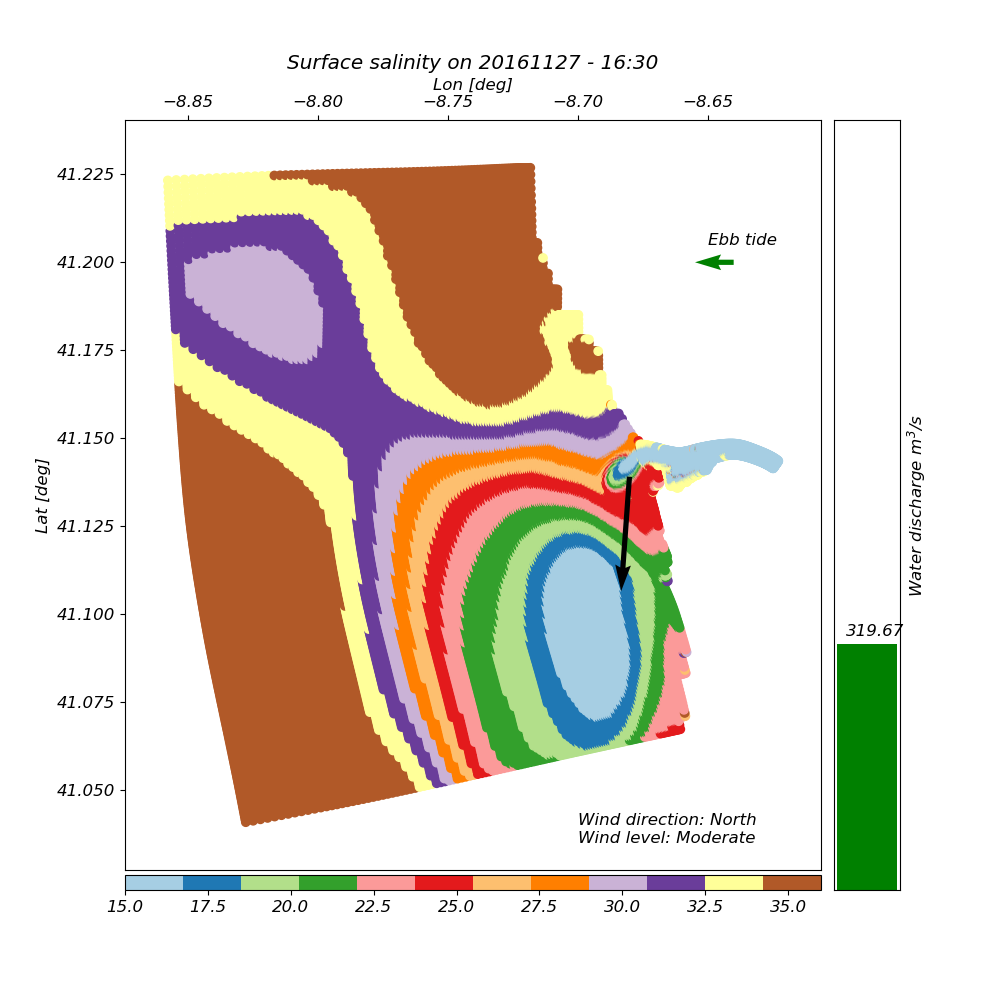 Surface salinity on 20161127 - 16:30
Lon [deg]
−8.85 −8.80 −8.75 −8.70 −8.65
41.225
41.200
41.175
41.150
41.125
41.100
41.075
41.050
Lat [deg]
Ebb tide
Water discharge m³/s
319.67
Wind direction: North
Wind level: Moderate
15.0 17.5 20.0 22.5 25.0 27.5 30.0 32.5 35.0